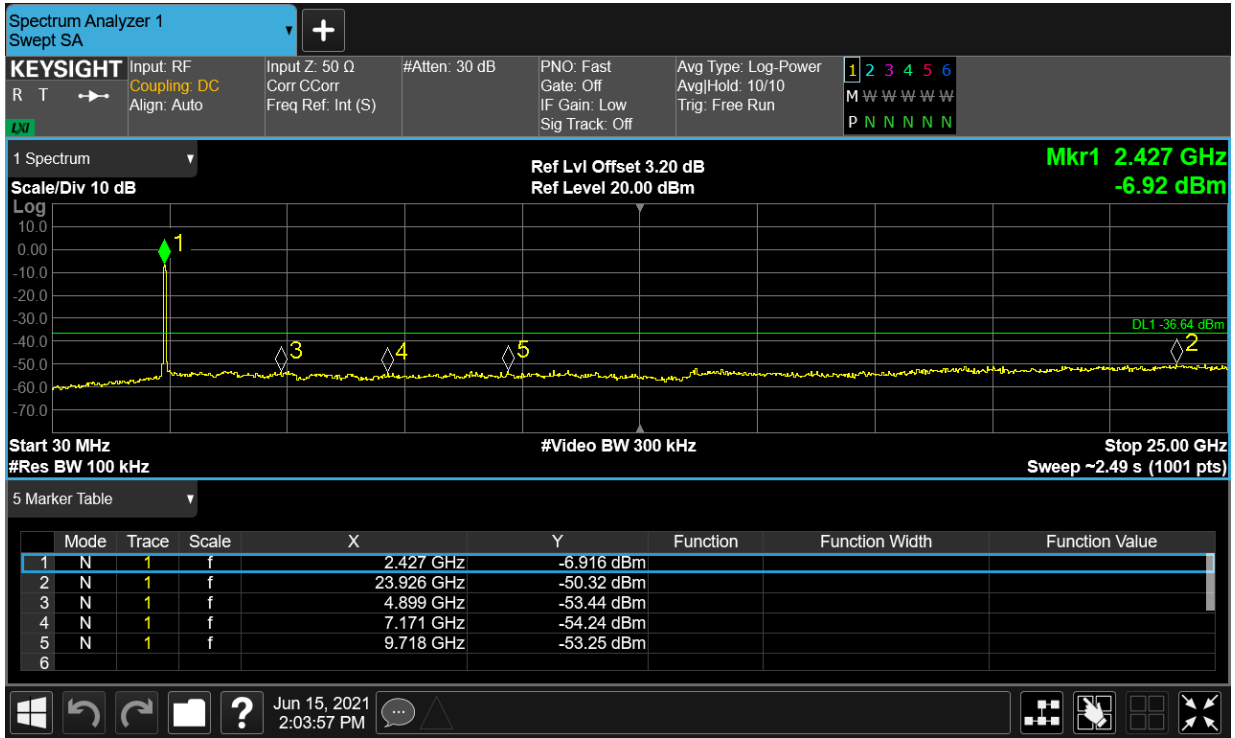 Spectrum Analyzer 1
Swept SA
KEYSIGHT
R T
LXI
Input: RF
Coupling: DC
Align: Auto
Input Z: 50 Ω
Corr CCorr
Freq Ref: Int (S)
#Atten: 30 dB
PNO: Fast
Gate: Off
IF Gain: Low
Sig Track: Off
Avg Type: Log-Power
Avg|Hold: 10/10
Trig: Free Run
1 2 3 4 5 6
M W W W W W
P N N N N N
1 Spectrum
Scale/Div 10 dB
Ref Lvl Offset 3.20 dB
Ref Level 20.00 dBm
Mkr1 2.427 GHz
-6.92 dBm
Log
10.0
0.00
-10.0
-20.0
-30.0
-40.0
-50.0
-60.0
-70.0
1
DL1 -36.64 dBm
3
4
5
2
Start 30 MHz
#Res BW 100 kHz
#Video BW 300 kHz
Stop 25.00 GHz
Sweep ~2.49 s (1001 pts)
5 Marker Table
Mode Trace Scale X Y Function Function Width Function Value
1 N 1 f 2.427 GHz -6.916 dBm
2 N 1 f 23.926 GHz -50.32 dBm
3 N 1 f 4.899 GHz -53.44 dBm
4 N 1 f 7.171 GHz -54.24 dBm
5 N 1 f 9.718 GHz -53.25 dBm
6
?
Jun 15, 2021
2:03:57 PM